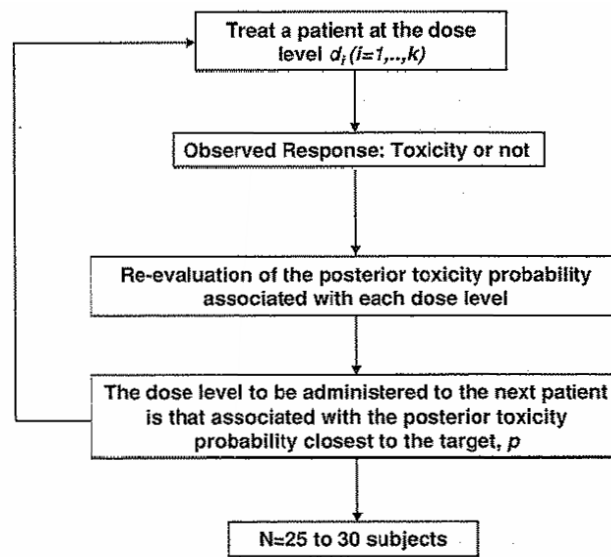 Treat a patient at the dose
level di (i=1,..,k)
Observed Response: Toxicity or not
Re-evaluation of the posterior toxicity probability
associated with each dose level
The dose level to be administered to the next patient
is that associated with the posterior toxicity
probability closest to the target, p
N=25 to 30 subjects